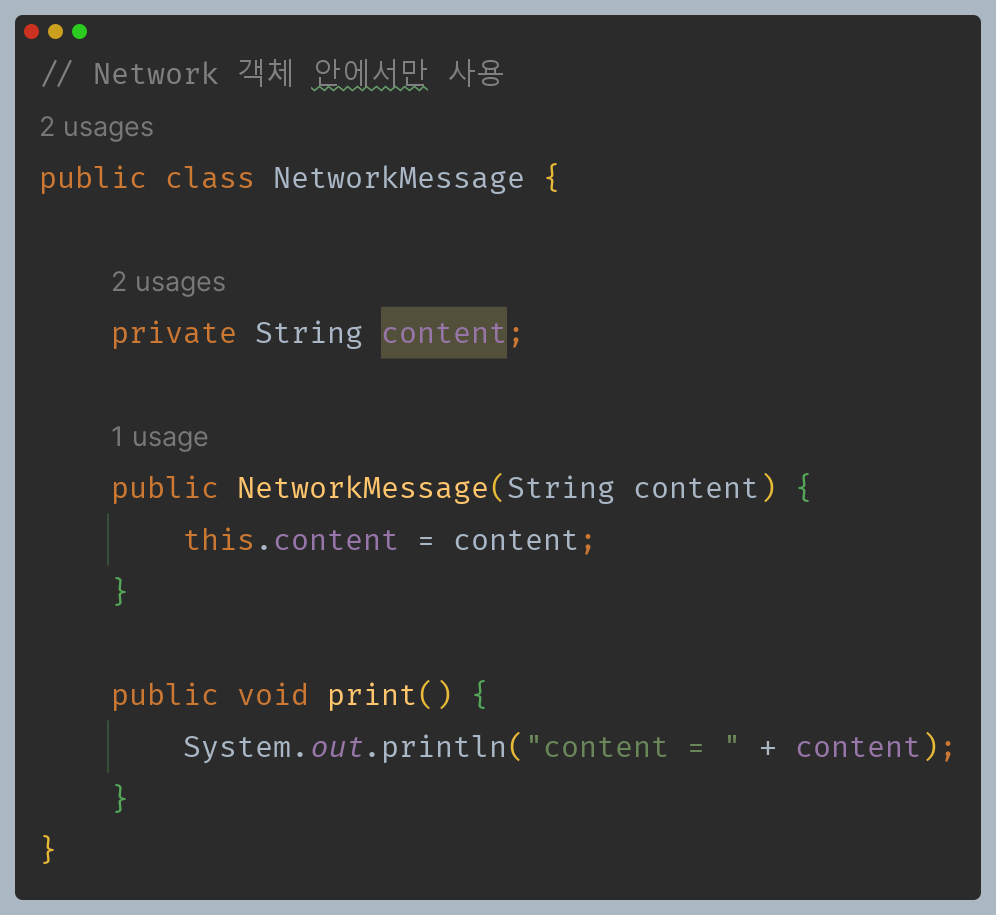 // Network 객체 안에서만 사용
2 usages
public class NetworkMessage {
2 usages
private String content;
1 usage
public NetworkMessage(String content) {
this.content = content;
}
public void print() {
System.out.println("content = " + content);
}
}